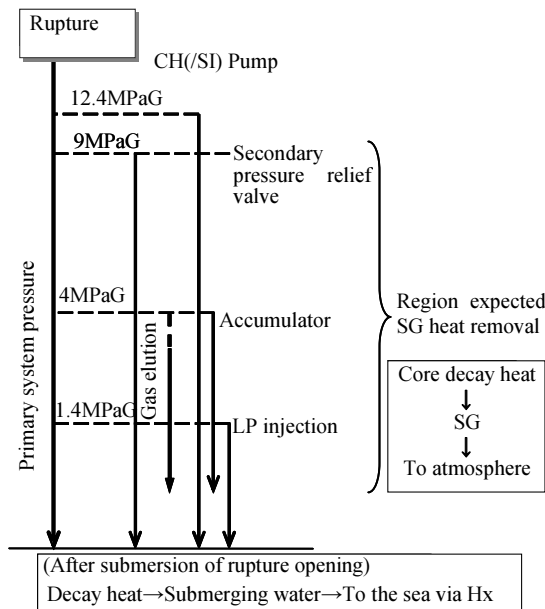 Rupture
CH(/SI) Pump
12.4MPaG
9MPaG
Secondary
pressure relief
valve
4MPaG
Accumulator
Gas elution
1.4MPaG
LP injection
Primary system pressure
Region expected
SG heat removal
Core decay heat
↓
SG
↓
To atmosphere
(After submersion of rupture opening)
Decay heat→Submerging water→To the sea via Hx